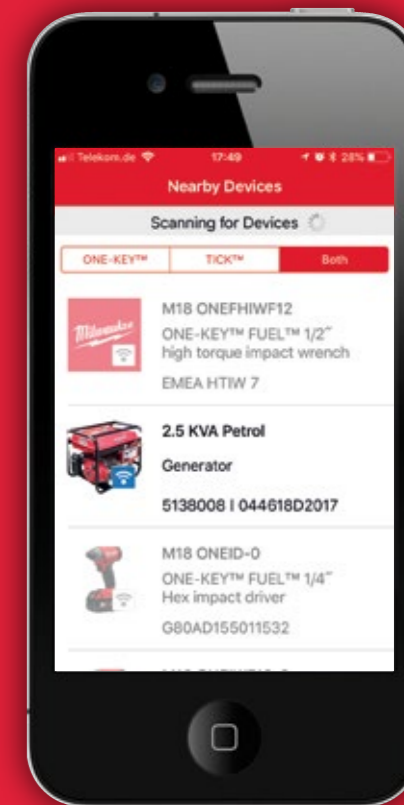 Telekom.de 17:49 28%
Nearby Devices
Scanning for Devices
ONE-KEY™ TICK™ Both
Milwaukee
M18 ONEFHIWF12
ONE-KEY™ FUEL™ 1/2˝
high torque impact wrench
EMEA HTIW 7
2.5 KVA Petrol
Generator
5138008 I 044618D2017
M18 ONEID-0
ONE-KEY™ FUEL™ 1/4˝
Hex impact driver
G80AD155011532